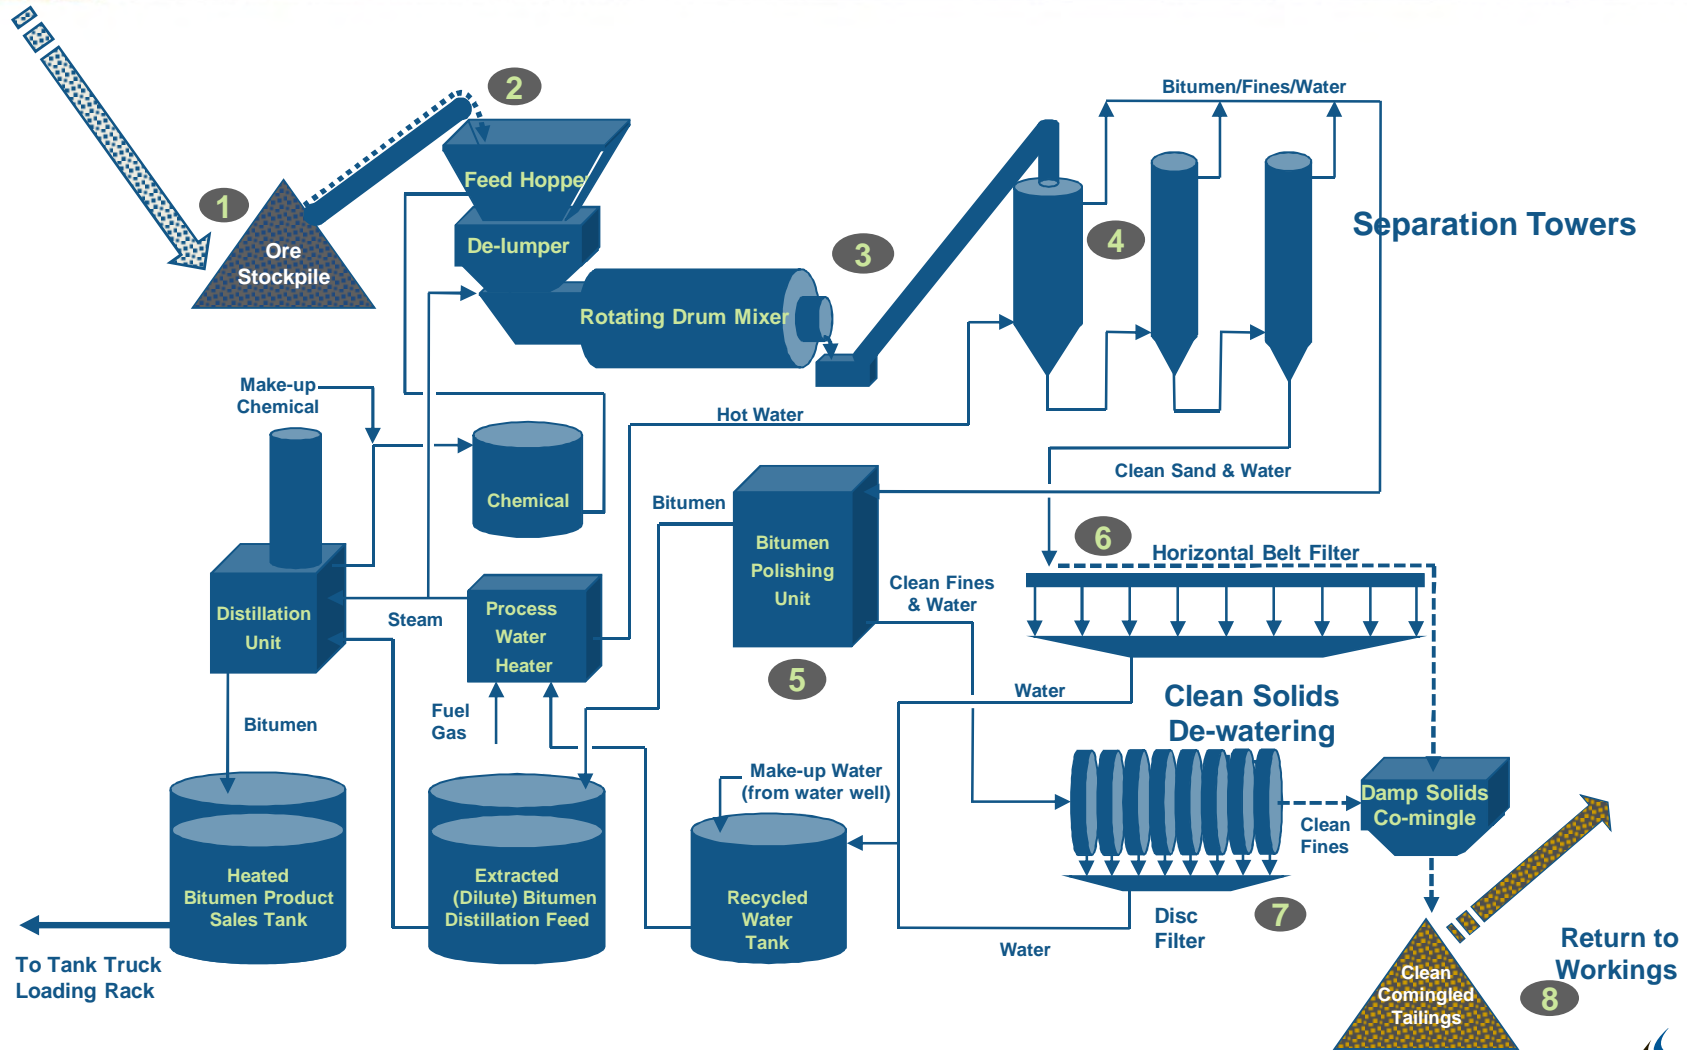 2
Bitumen/Fines/Water
1
Feed Hoppe
Ore
Stockpile
De-lumper
3
4
Separation Towers
Rotating Drum Mixer
Make-up
Chemical
Hot Water
Chemical
Clean Sand & Water
Bitumen
Bitumen
Polishing
Unit
6
Horizontal Belt Filter
Clean Fines
& Water
Distillation
Unit
Steam
Process
Water
Heater
5
Fuel
Gas
Bitumen
Water
Clean Solids
De-watering
Make-up Water
(from water well)
Damp Solids
Co-mingle
Clean
Fines
Heated
Bitumen Product
Sales Tank
Extracted
(Dilute) Bitumen
Distillation Feed
Recycled
Water
Tank
7
Disc
Filter
Water
To Tank Truck
Loading Rack
Return to
Workings
Clean
Comingled
Tailings
8